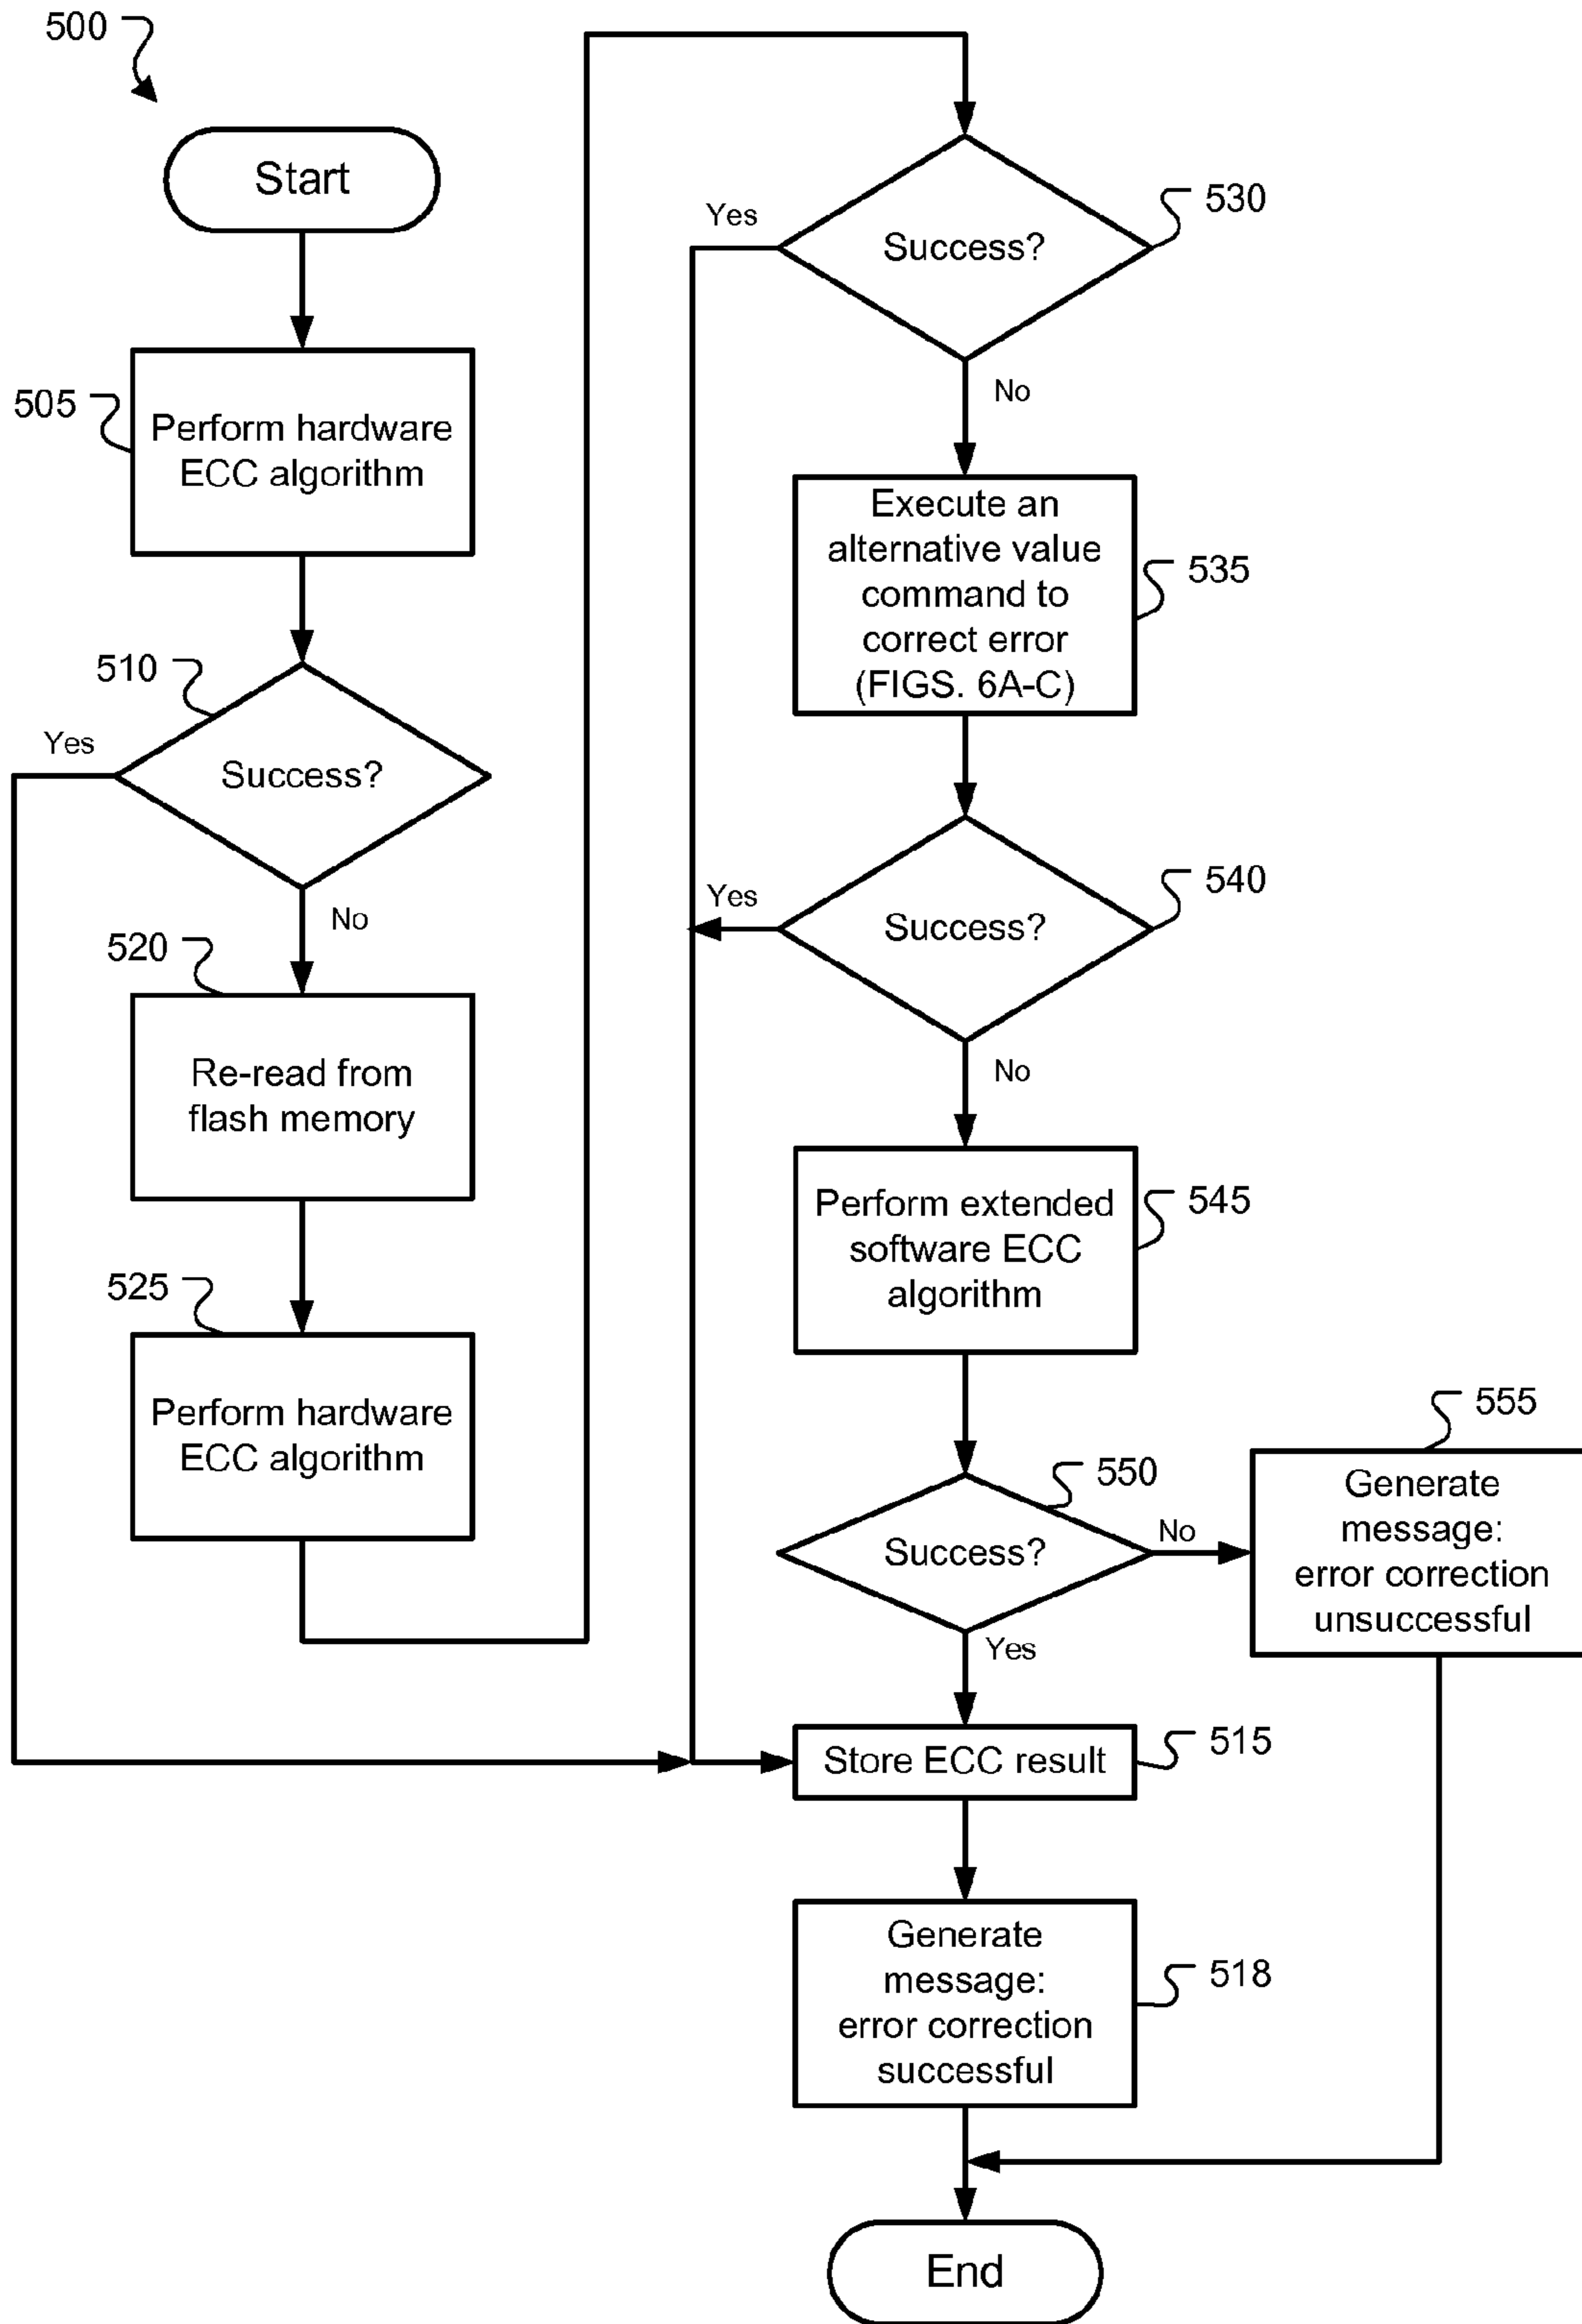 500
Start
505
Perform hardware
ECC algorithm
510
Yes
Success?
No
520
Re-read from
flash memory
525
Perform hardware
ECC algorithm
530
Yes
Success?
No
Execute an
alternative value
command to
correct error
(FIGS. 6A-C)
535
540
Yes
Success?
No
Perform extended
software ECC
algorithm
545
550
Success?
No
Yes
555
Generate
message:
error correction
unsuccessful
Store ECC result
515
Generate
message:
error correction
successful
518
End